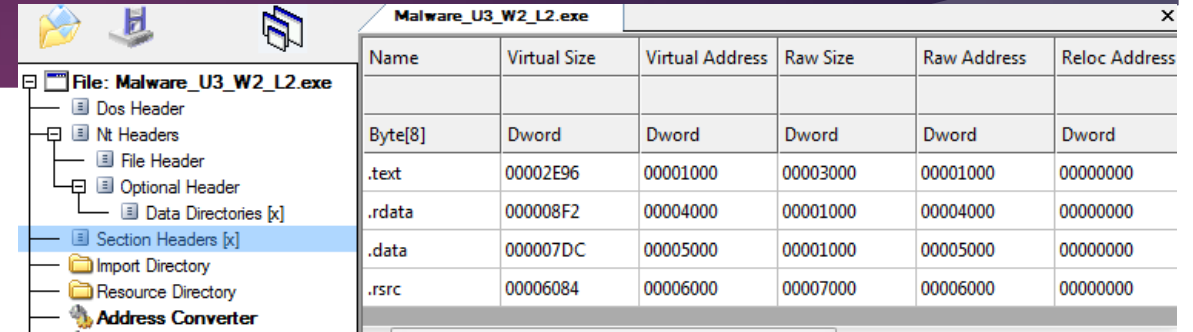 Malware_U3_W2_L2.exe
File: Malware_U3_W2_L2.exe
Dos Header
Nt Headers
File Header
Optional Header
Data Directories [x]
Section Headers [x]
Import Directory
Resource Directory
Address Converter
Name Virtual Size Virtual Address Raw Size Raw Address Reloc Address
Byte[8] Dword Dword Dword Dword Dword
.text 00002E96 00001000 00003000 00001000 00000000
.rdata 000008F2 00004000 00001000 00004000 00000000
.data 000007DC 00005000 00001000 00005000 00000000
.rsrc 00006084 00006000 00007000 00006000 00000000